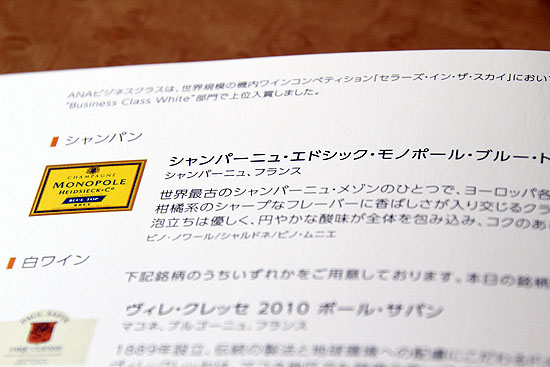 ANAビジネスクラスは、世界規模の機内ワインコンペティション「セラーズ・イン・ザ・スカイ」におい
"Business Class White"部門で上位入賞しました。
シャンパン
CHAMPAGNE
MONOPOLE
HEIDSIECK & Cº
BLUE TOP
BRUT
シャンパーニュ・エドシック・モノポール・ブルー・ト
シャンパーニュ、フランス
世界最古のシャンパーニュ・メゾンのひとつで、ヨーロッパ各
柑橘系のシャープなフレーバーに香ばしさが入り交じるクラ
泡立ちは優しく、円やかな酸味が全体を包み込み、コクのあ
ピノ・ノワール/シャルドネ/ピノ・ムニエ
白ワイン
下記銘柄のうちいずれかをご用意しております。本日の銘柄
ヴィレ・クレッセ 2010 ポール・サパン
マコネ、ブルゴーニュ、フランス
1889年設立、伝統の製法と地球環境への配慮にこだわる